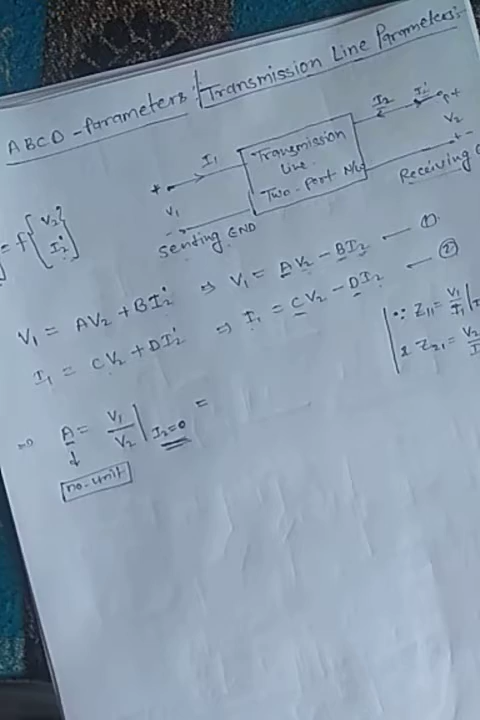 ABCD - Parameters :- [Transmission Line Parameters:-
I₁
I₂ I₂'
Transmission
Line
Two-Port N/W
+ V₁ -
+ V₂ -
senting END
Receiving
= f { V₂, I₂' }
V₁ = AV₂ + BI₂' ⇒ V₁ = AV₂ - BI₂ — ①
I₁ = CV₂ + DI₂' ⇒ I₁ = CV₂ - DI₂ — ②
∵ Z₁₁ = V₁/I₁ |
Z₂₁ = V₂/I
⇒ A = V₁/V₂ | I₂=0 =
↓
no-unit